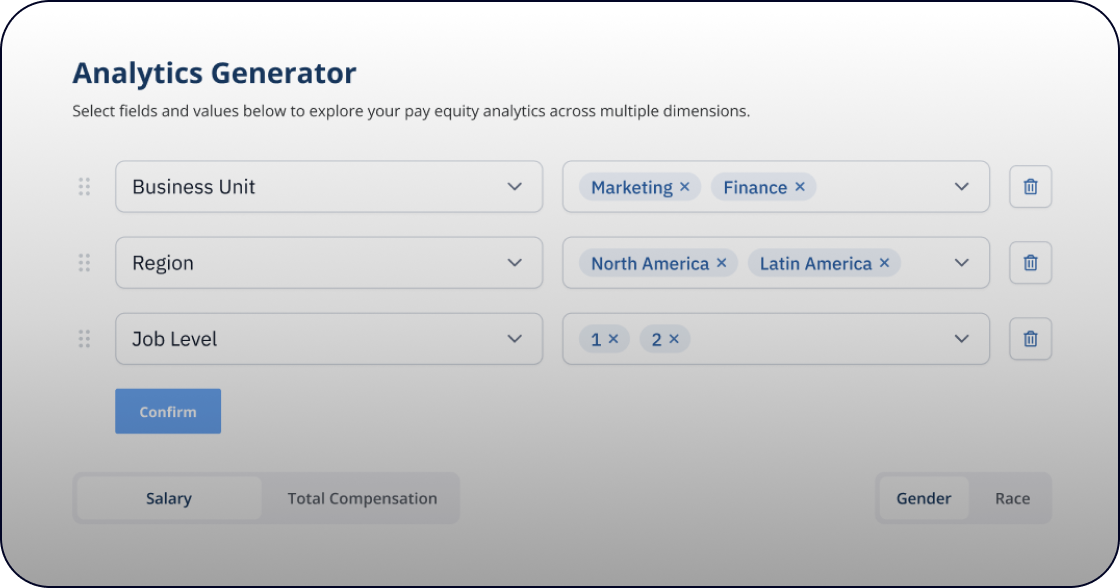 Analytics Generator
Select fields and values below to explore your pay equity analytics across multiple dimensions.
Business Unit Marketing × Finance ×
Region North America × Latin America ×
Job Level 1 × 2 ×
Confirm
Salary Total Compensation Gender Race